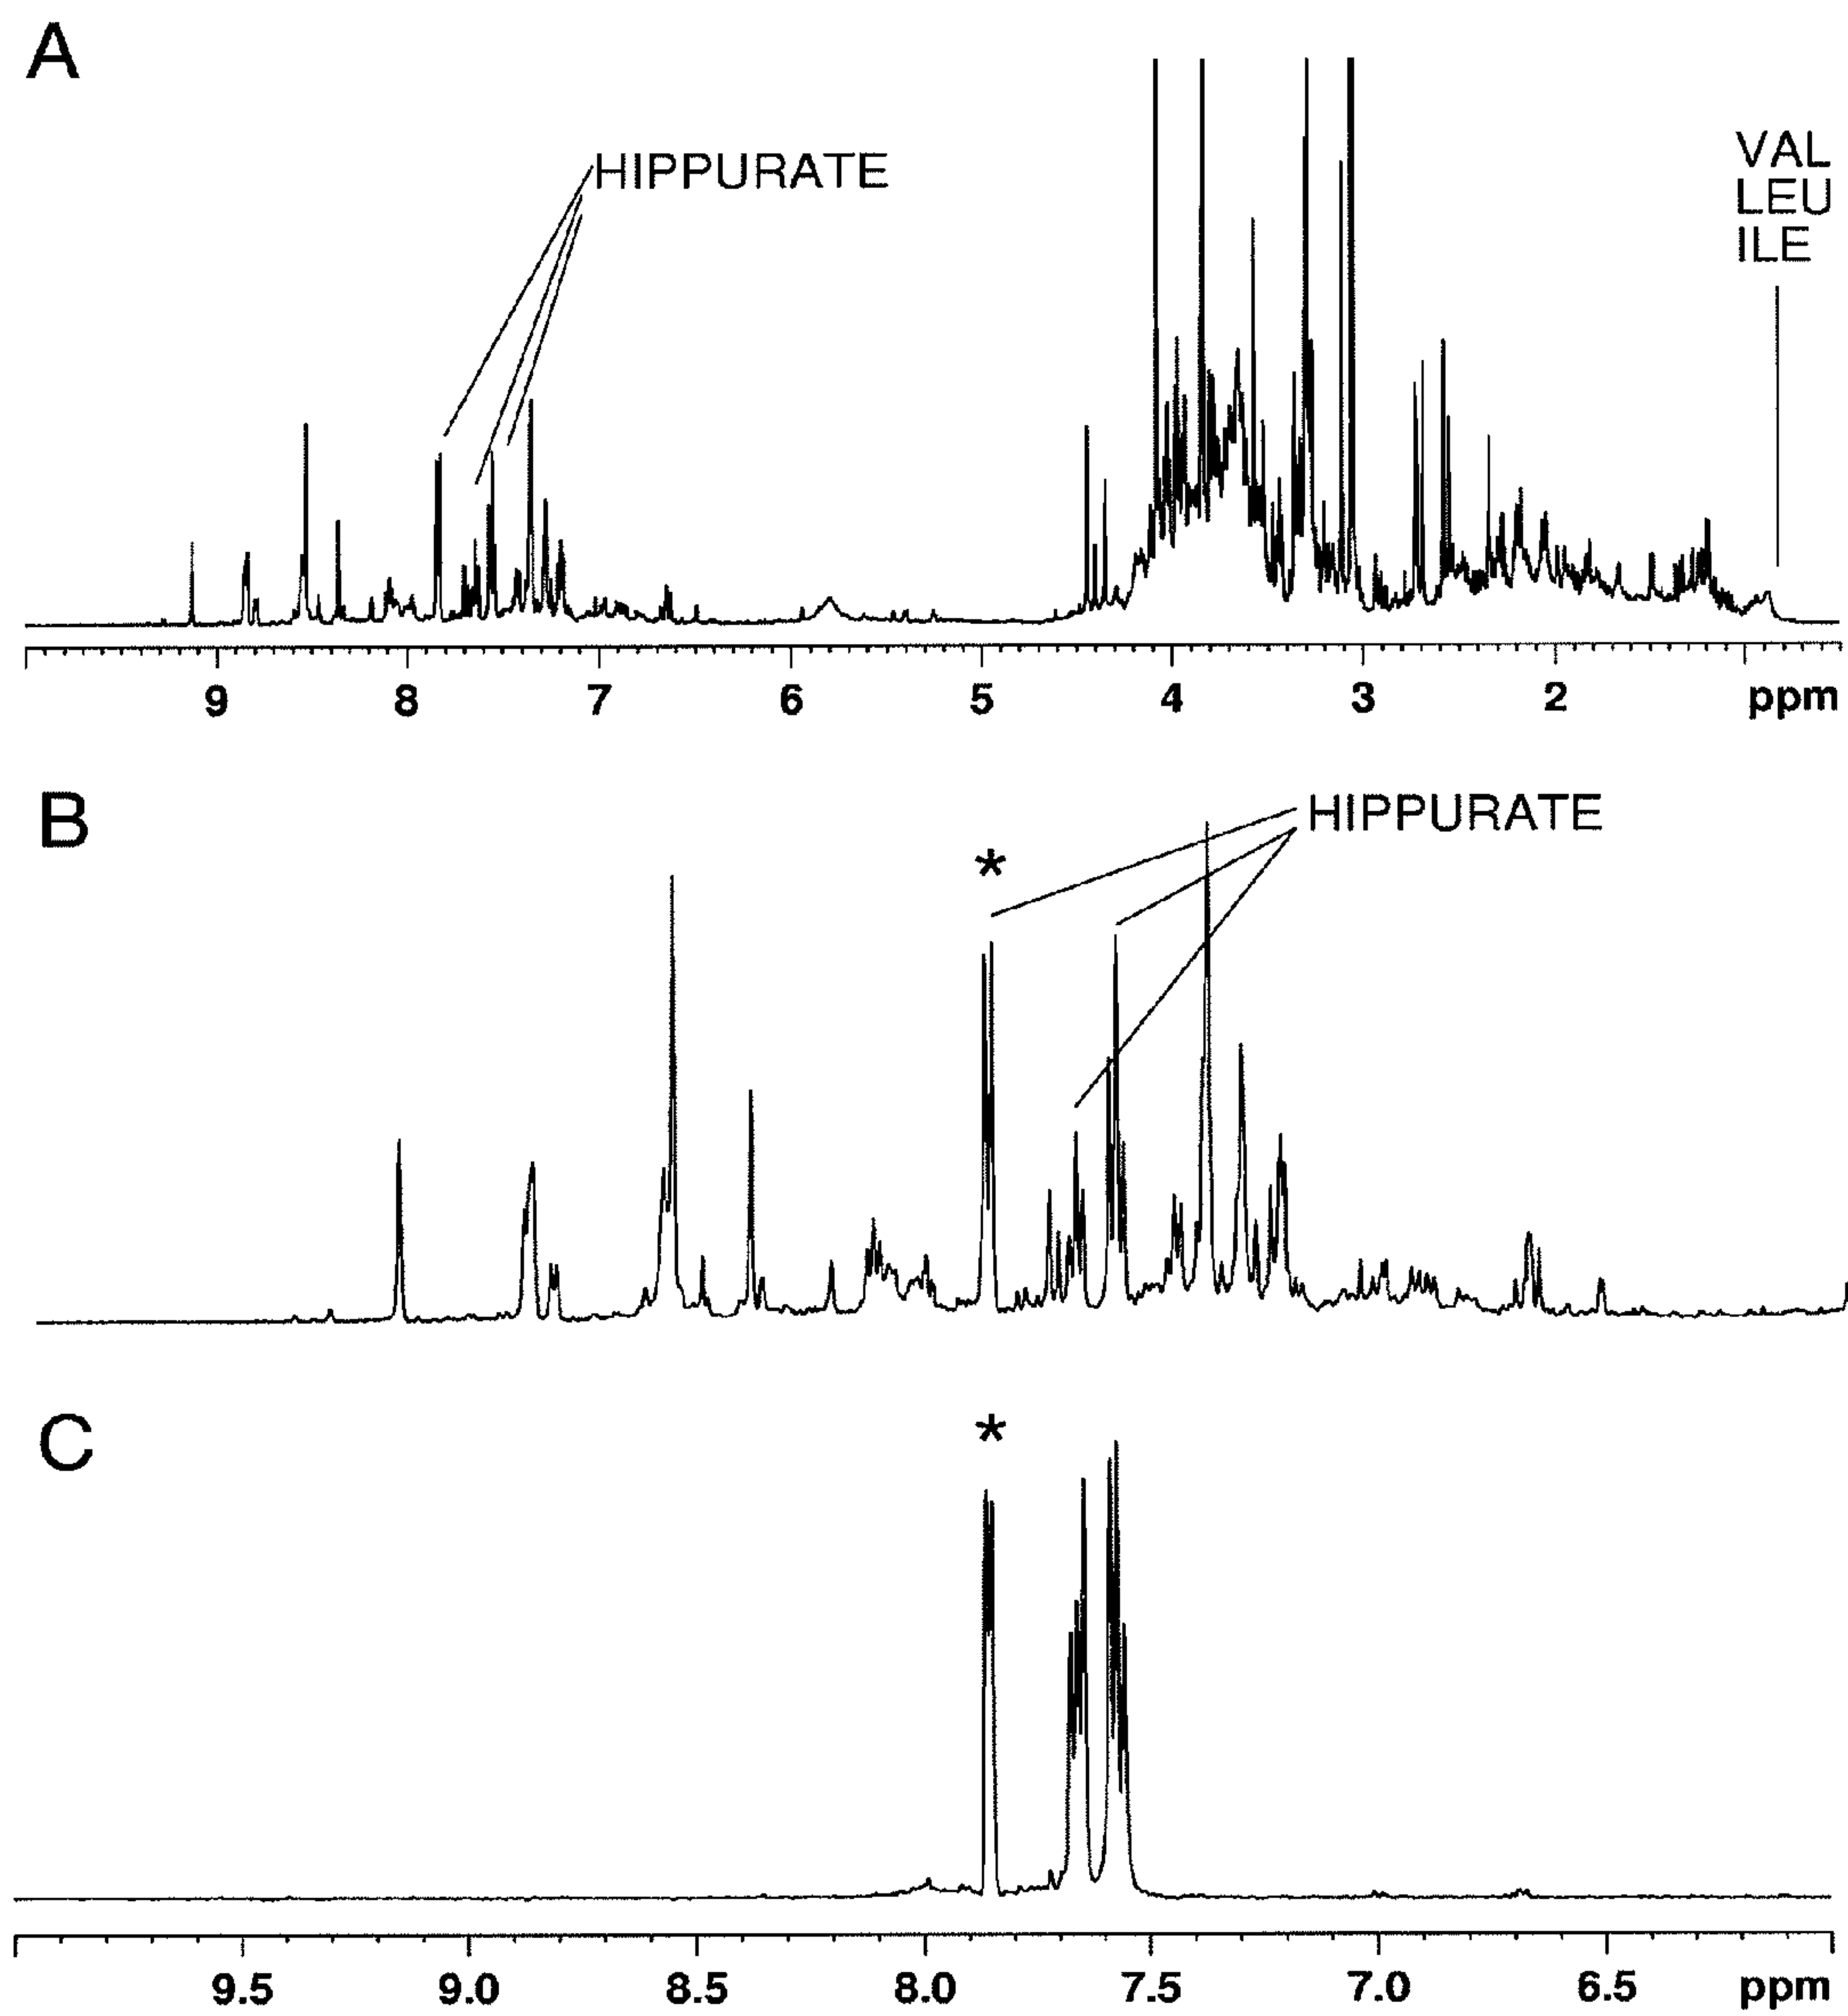 A
HIPPURATE
VAL
LEU
ILE
9 8 7 6 5 4 3 2 ppm
B
HIPPURATE
*
C
*
9.5 9.0 8.5 8.0 7.5 7.0 6.5 ppm